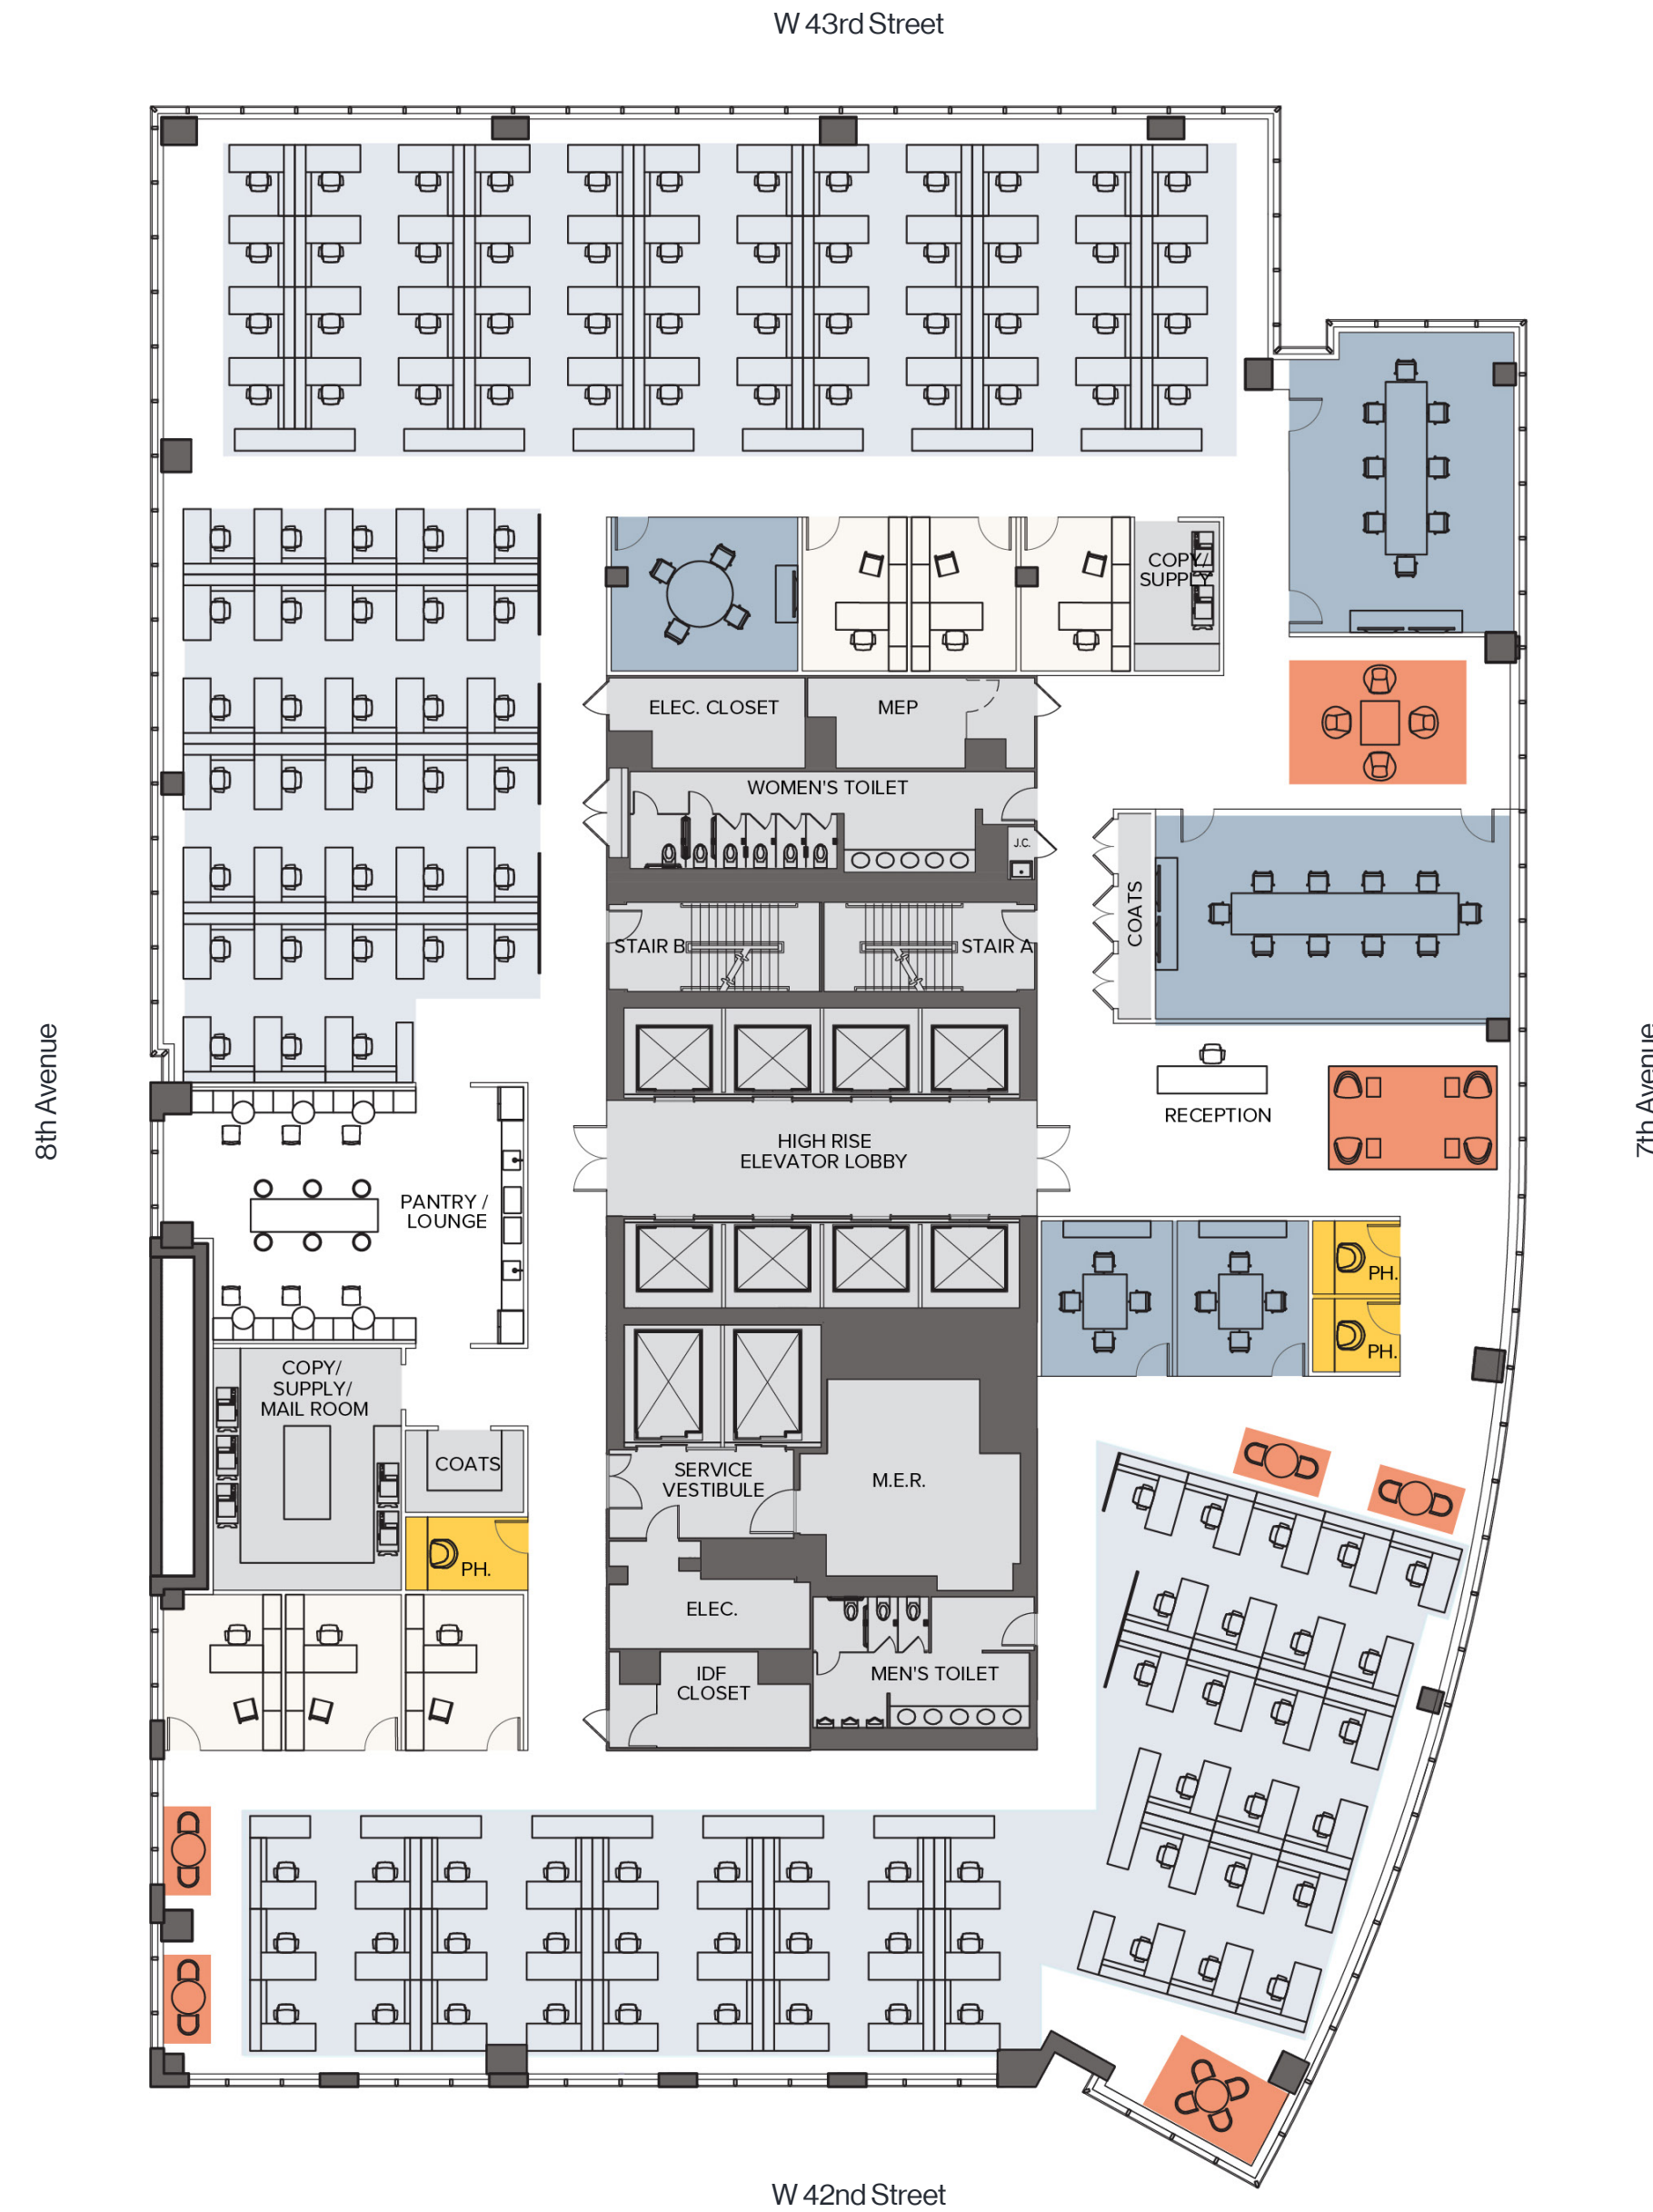 W 43rd Street
COPY/
SUPPLY
ELEC. CLOSET
MEP
WOMEN'S TOILET
J.C.
COATS
STAIR B
STAIR A
8th Avenue
7th Avenue
RECEPTION
HIGH RISE
ELEVATOR LOBBY
PANTRY /
LOUNGE
PH.
PH.
COPY/
SUPPLY/
MAIL ROOM
COATS
SERVICE
VESTIBULE
M.E.R.
PH.
ELEC.
IDF
CLOSET
MEN'S TOILET
W 42nd Street